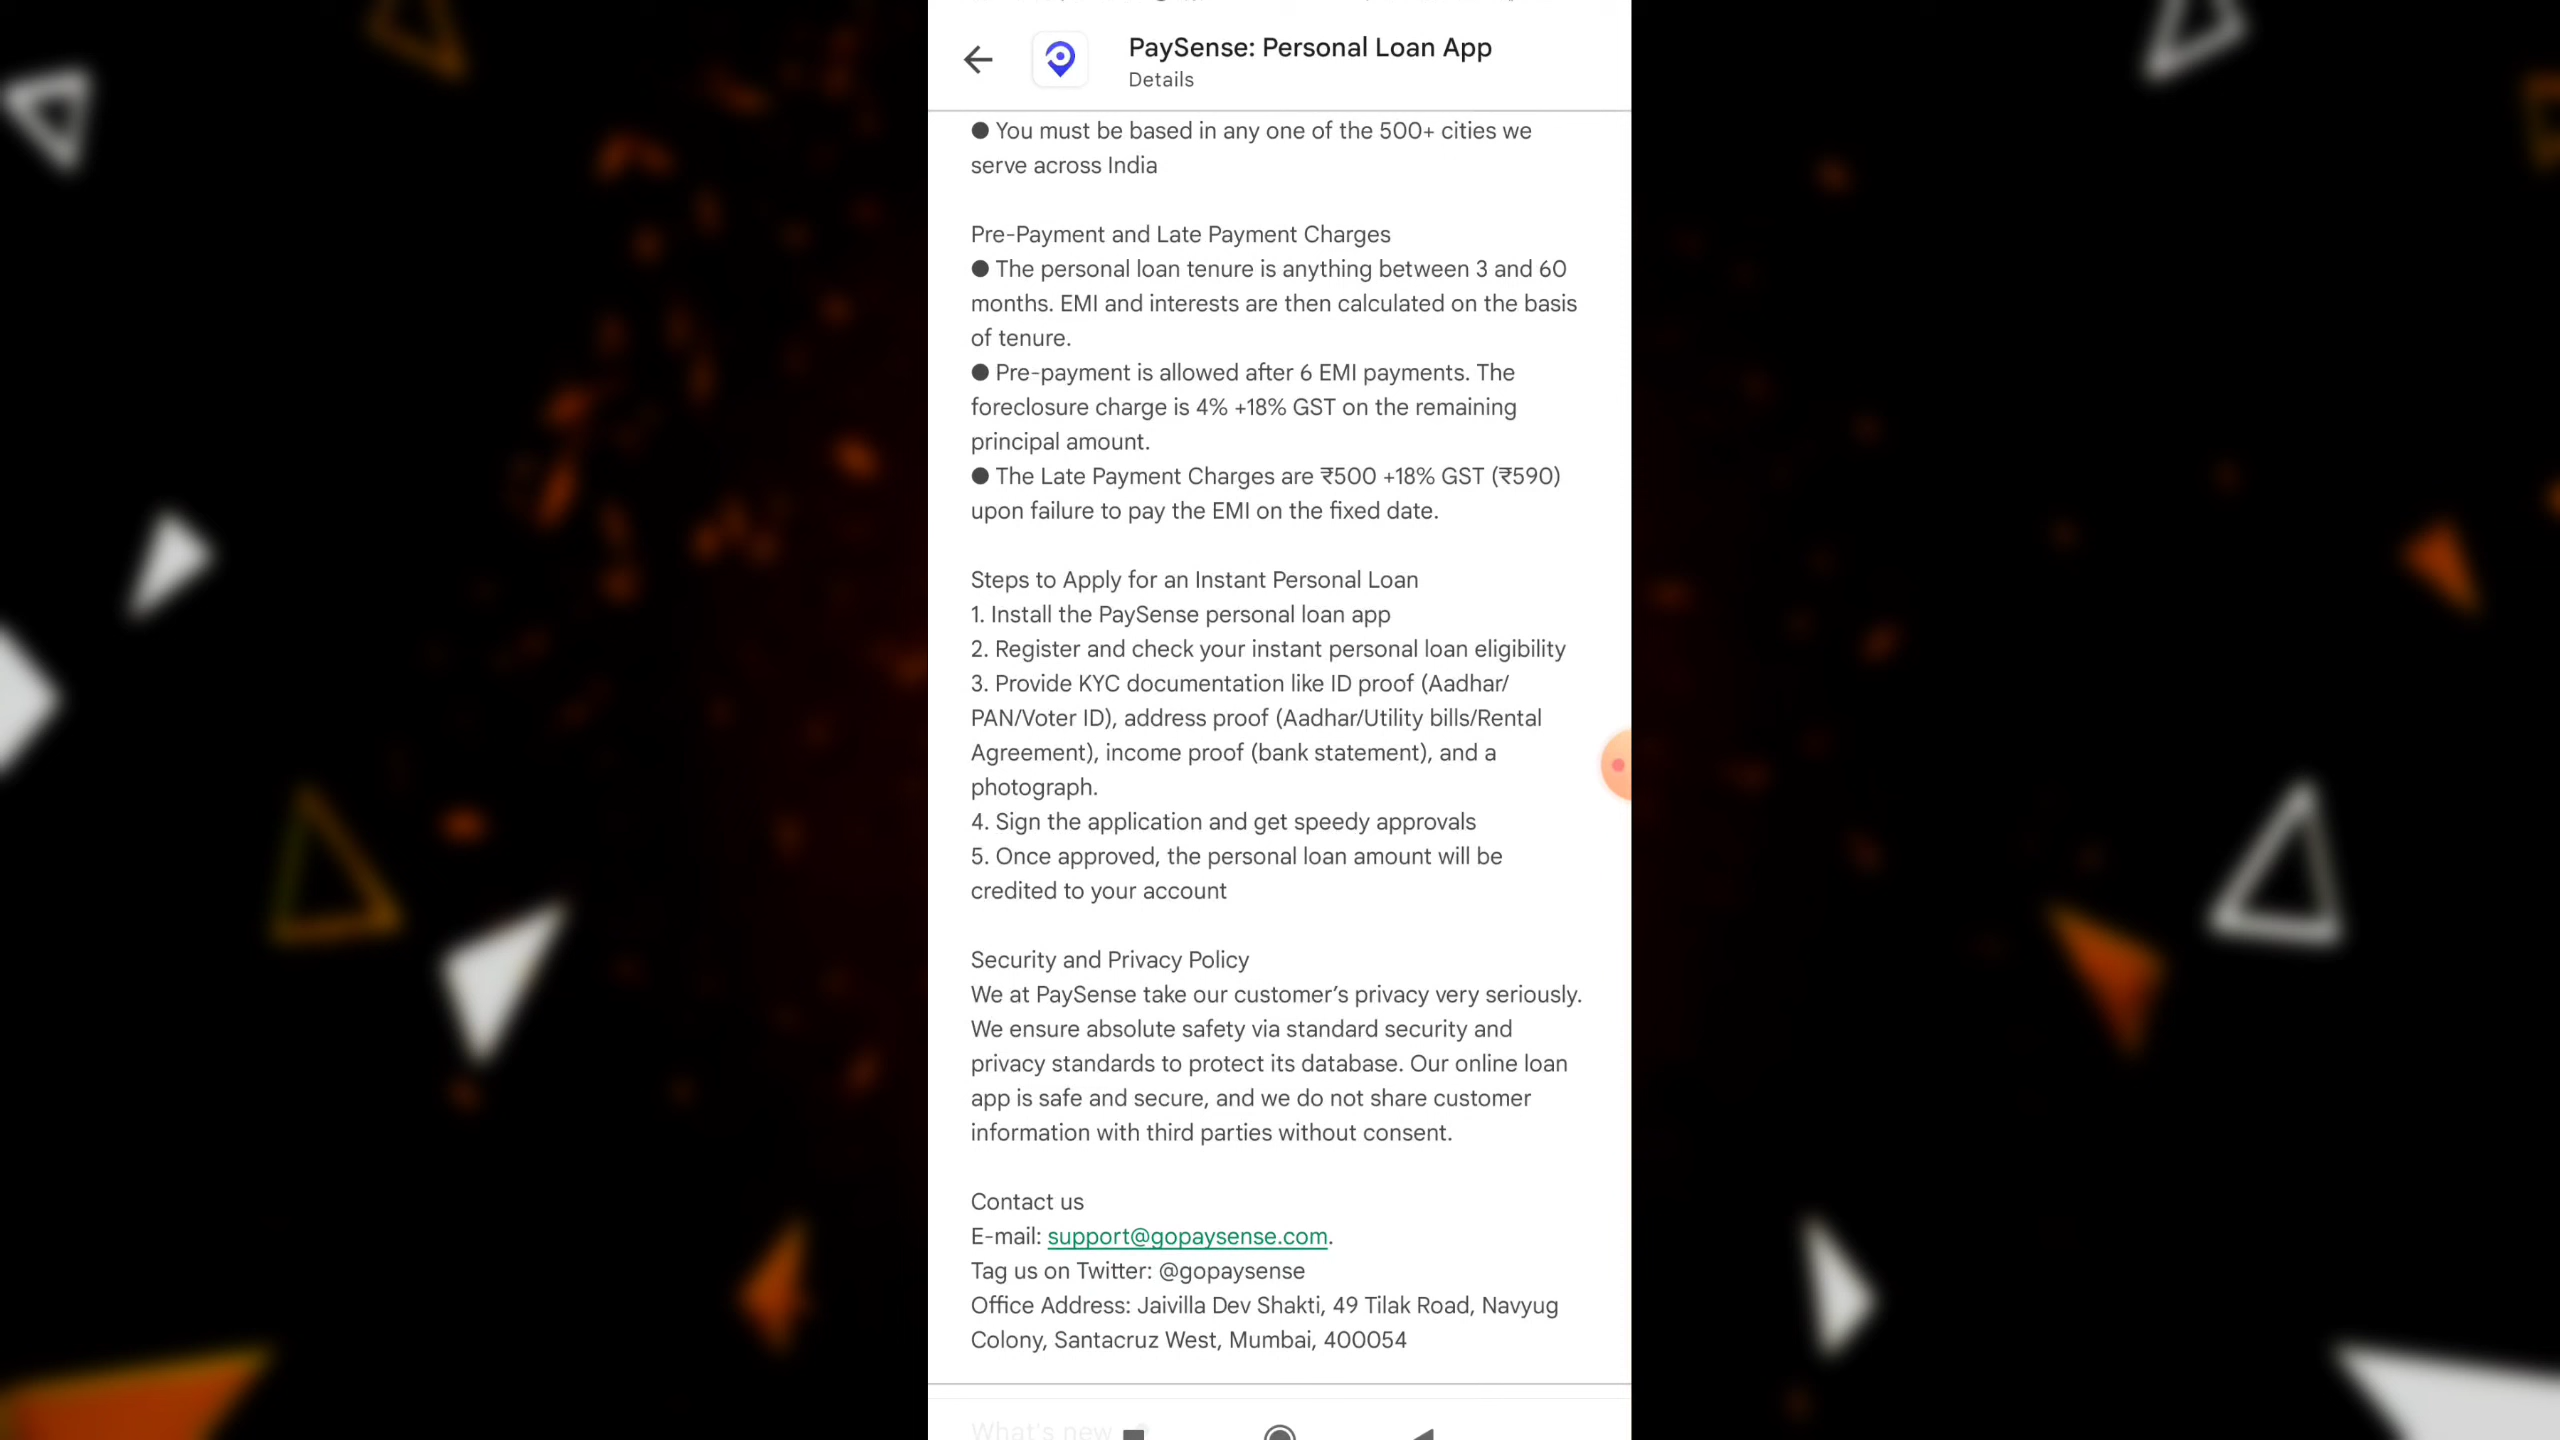 PaySense: Personal Loan App
Details
● You must be based in any one of the 500+ cities we
serve across India
Pre-Payment and Late Payment Charges
● The personal loan tenure is anything between 3 and 60
months. EMI and interests are then calculated on the basis
of tenure.
● Pre-payment is allowed after 6 EMI payments. The
foreclosure charge is 4% +18% GST on the remaining
principal amount.
● The Late Payment Charges are ₹500 +18% GST (₹590)
upon failure to pay the EMI on the fixed date.
Steps to Apply for an Instant Personal Loan
1. Install the PaySense personal loan app
2. Register and check your instant personal loan eligibility
3. Provide KYC documentation like ID proof (Aadhar/
PAN/Voter ID), address proof (Aadhar/Utility bills/Rental
Agreement), income proof (bank statement), and a
photograph.
4. Sign the application and get speedy approvals
5. Once approved, the personal loan amount will be
credited to your account
Security and Privacy Policy
We at PaySense take our customer’s privacy very seriously.
We ensure absolute safety via standard security and
privacy standards to protect its database. Our online loan
app is safe and secure, and we do not share customer
information with third parties without consent.
Contact us
E-mail: support@gopaysense.com.
Tag us on Twitter: @gopaysense
Office Address: Jaivilla Dev Shakti, 49 Tilak Road, Navyug
Colony, Santacruz West, Mumbai, 400054
What's new